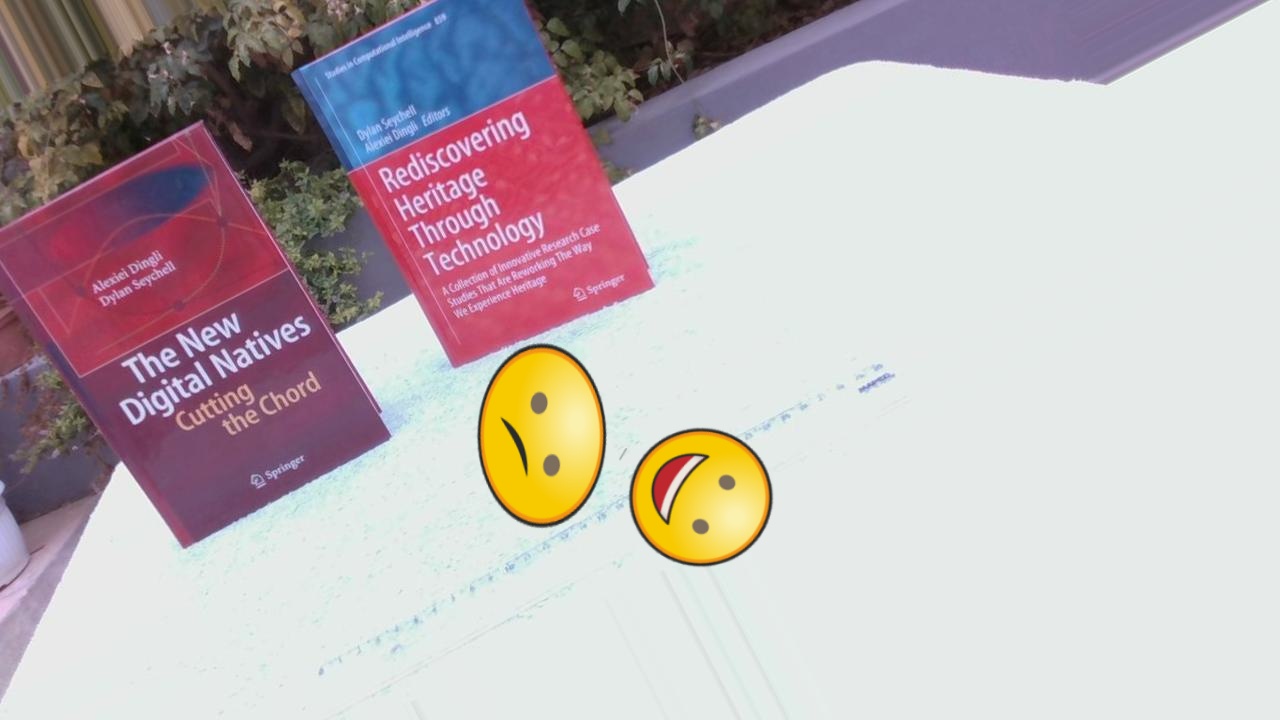 Alexiei Dingli
Dylan Seychell
The New
Digital Natives
Cutting
the Chord
Springer
Studies in Computational Intelligence 859
Dylan Seychell
Alexiei Dingli Editors
Rediscovering
Heritage
Through
Technology
A Collection of Innovative Research Case
Studies That Are Reworking The Way
We Experience Heritage
Springer